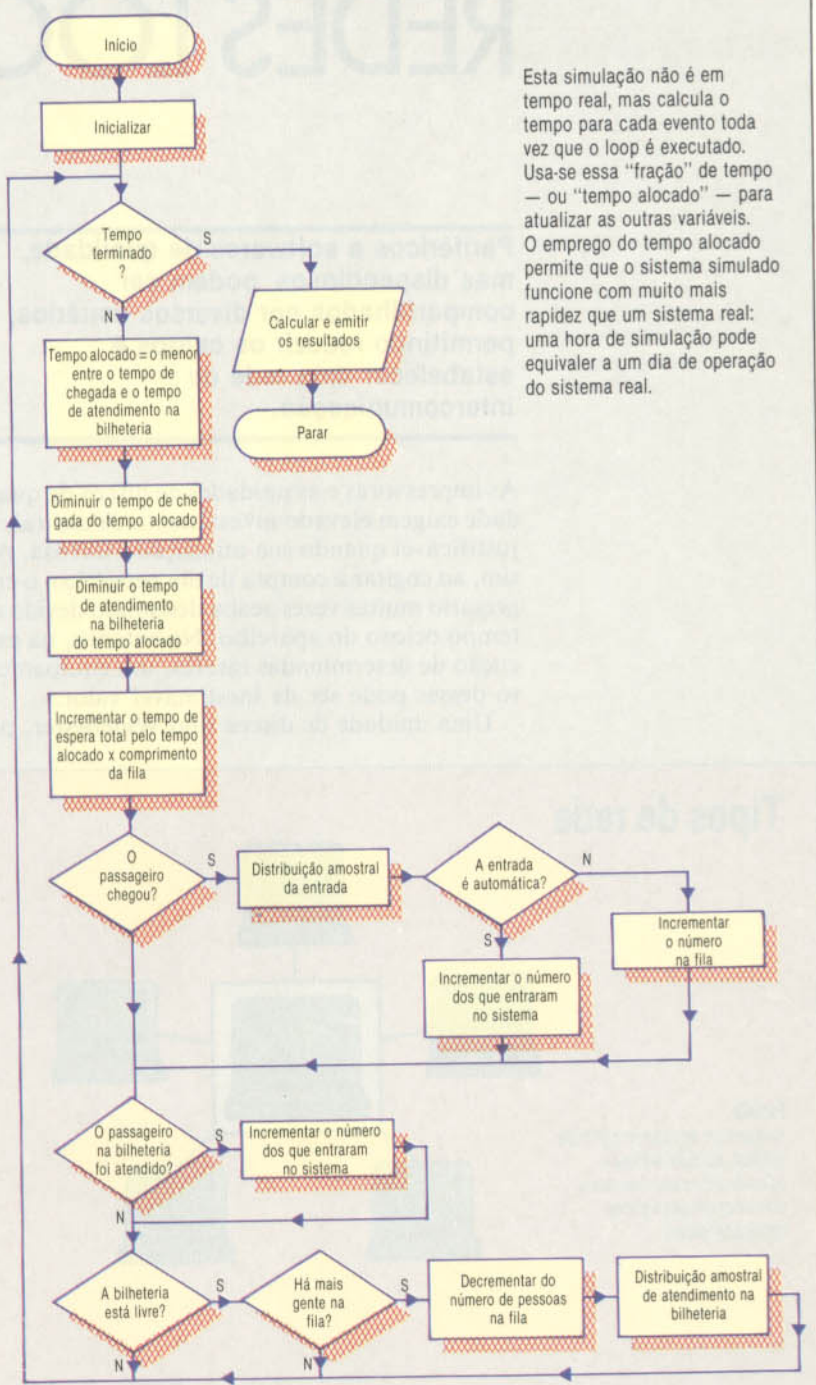 REDES TOC
Início
Inicializar
Tempo
terminado
?
S
N
Calcular e emitir
os resultados
Parar
Tempo alocado = o menor
entre o tempo de
chegada e o tempo
de atendimento na
bilheteria
Diminuir o tempo de che
gada do tempo alocado
Diminuir o tempo
de atendimento
na bilheteria
do tempo alocado
Incrementar o tempo de
espera total pelo tempo
alocado x comprimento
da fila
O
passageiro
chegou?
S
Distribuição amostral
da entrada
A entrada
é automática?
N
S
Incrementar
o número
na fila
Incrementar o número
dos que entraram
no sistema
O passageiro
na bilheteria
foi atendido?
S
N
Incrementar o número
dos que entraram
no sistema
A bilheteria
está livre?
S
N
Há mais
gente na
fila?
S
N
Decrementar do
número de pessoas
na fila
Distribuição amostral
de atendimento na
bilheteria
Esta simulação não é em
tempo real, mas calcula o
tempo para cada evento toda
vez que o loop é executado.
Usa-se essa “fração” de tempo
— ou “tempo alocado” — para
atualizar as outras variáveis.
O emprego do tempo alocado
permite que o sistema simulado
funcione com muito mais
rapidez que um sistema real:
uma hora de simulação pode
equivaler a um dia de operação
do sistema real.
Tipos de rede